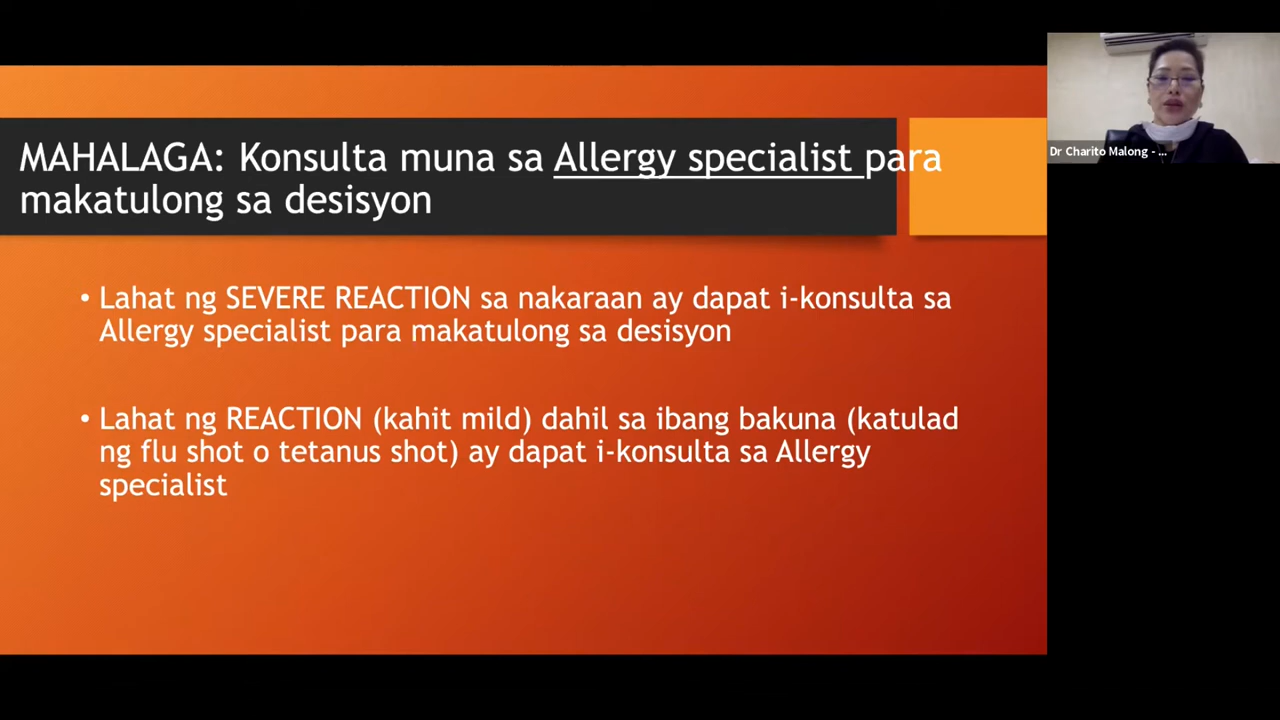 MAHALAGA: Konsulta muna sa Allergy specialist para
makatulong sa desisyon
• Lahat ng SEVERE REACTION sa nakaraan ay dapat i-konsulta sa
Allergy specialist para makatulong sa desisyon
• Lahat ng REACTION (kahit mild) dahil sa ibang bakuna (katulad
ng flu shot o tetanus shot) ay dapat i-konsulta sa Allergy
specialist
Dr Charito Malong - ...